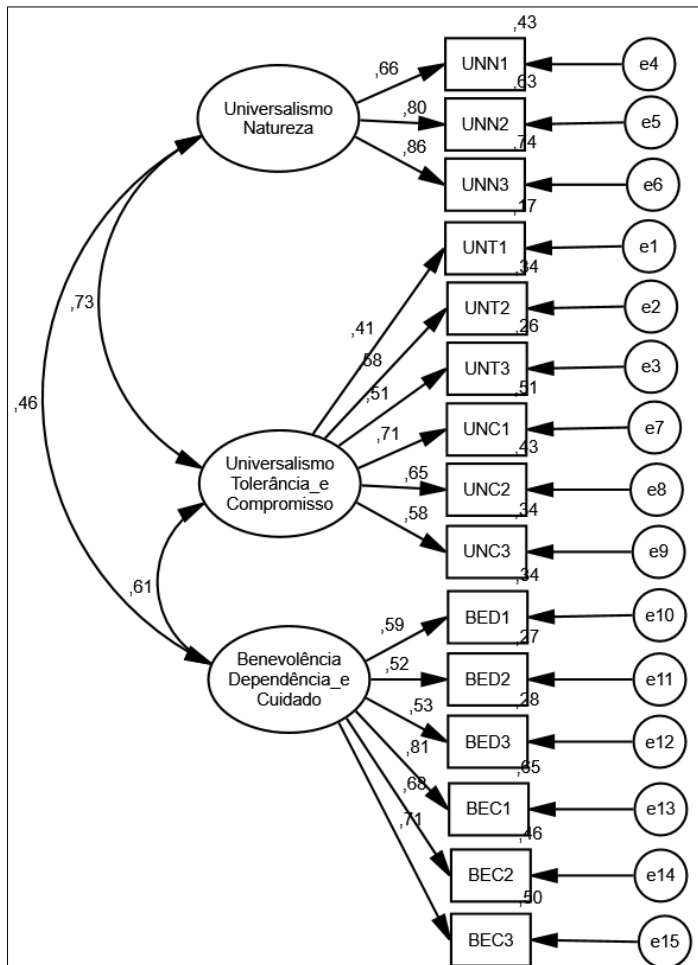 ,43
,66
UNN1
e4
,63
Universalismo
Natureza
,80
UNN2
e5
,74
,86
UNN3
e6
,17
UNT1
e1
,34
,73
,41
UNT2
e2
,26
,58
UNT3
e3
,51
,51
,46
,71
UNC1
e7
,43
Universalismo
Tolerância_e
Compromisso
,65
UNC2
e8
,34
,58
UNC3
e9
,34
,61
,59
BED1
e10
,27
Benevolência
Dependência_e
Cuidado
,52
BED2
e11
,28
,53
BED3
e12
,65
,81
,68
BEC1
e13
,46
,71
BEC2
e14
,50
BEC3
e15